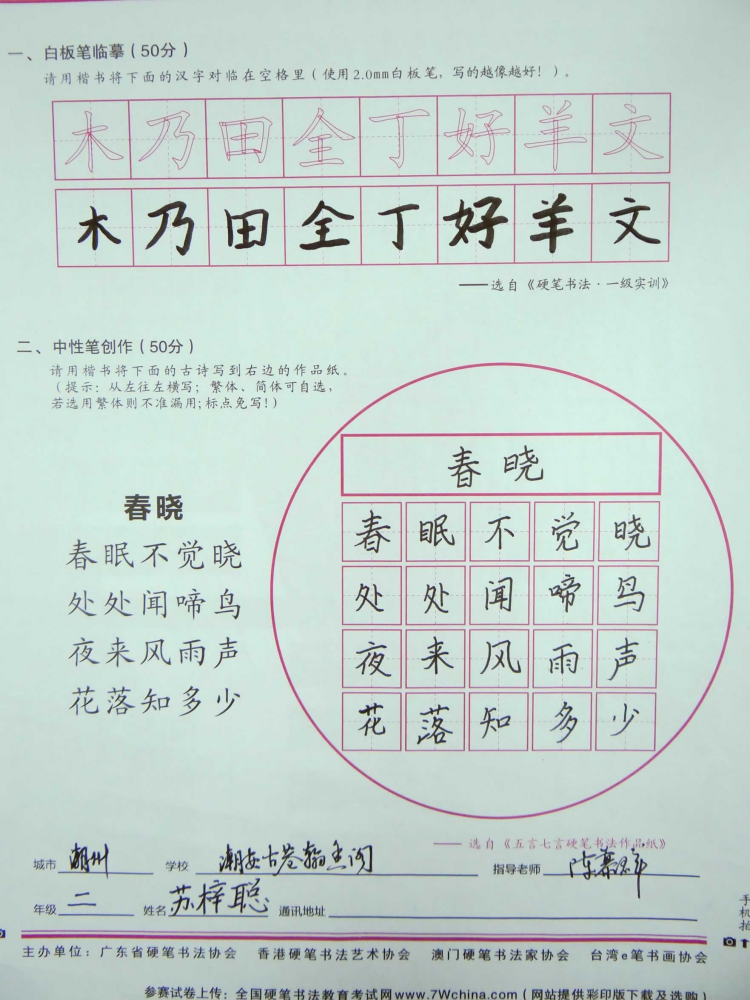 一、白板笔临摹（50分）
请用楷书将下面的汉字对临在空格里（使用2.0mm白板笔，写的越像越好！）。
木乃田全丁好羊文
木乃田全丁好羊文
——选自《硬笔书法·一级实训》
二、中性笔创作（50分）
请用楷书将下面的古诗写到右边的作品纸。
（提示：从左往左横写；繁体、简体可自选，
若选用繁体则不准漏用;标点免写!）
春晓
春眠不觉晓
处处闻啼鸟
夜来风雨声
花落知多少
春晓
春眠不觉晓
处处闻啼鸟
夜来风雨声
花落知多少
——选自《五言七言硬笔书法作品纸》
城市 潮州 学校 潮安古巷翰香阁 指导老师 陈
年级 二 姓名 苏梓聪 通讯地址
手机拍
主办单位：广东省硬笔书法协会 香港硬笔书法艺术协会 澳门硬笔书法家协会 台湾e笔书画协会
参赛试卷上传：全国硬笔书法教育考试网www.7Wchina.com（网站提供彩印版下载及选购）